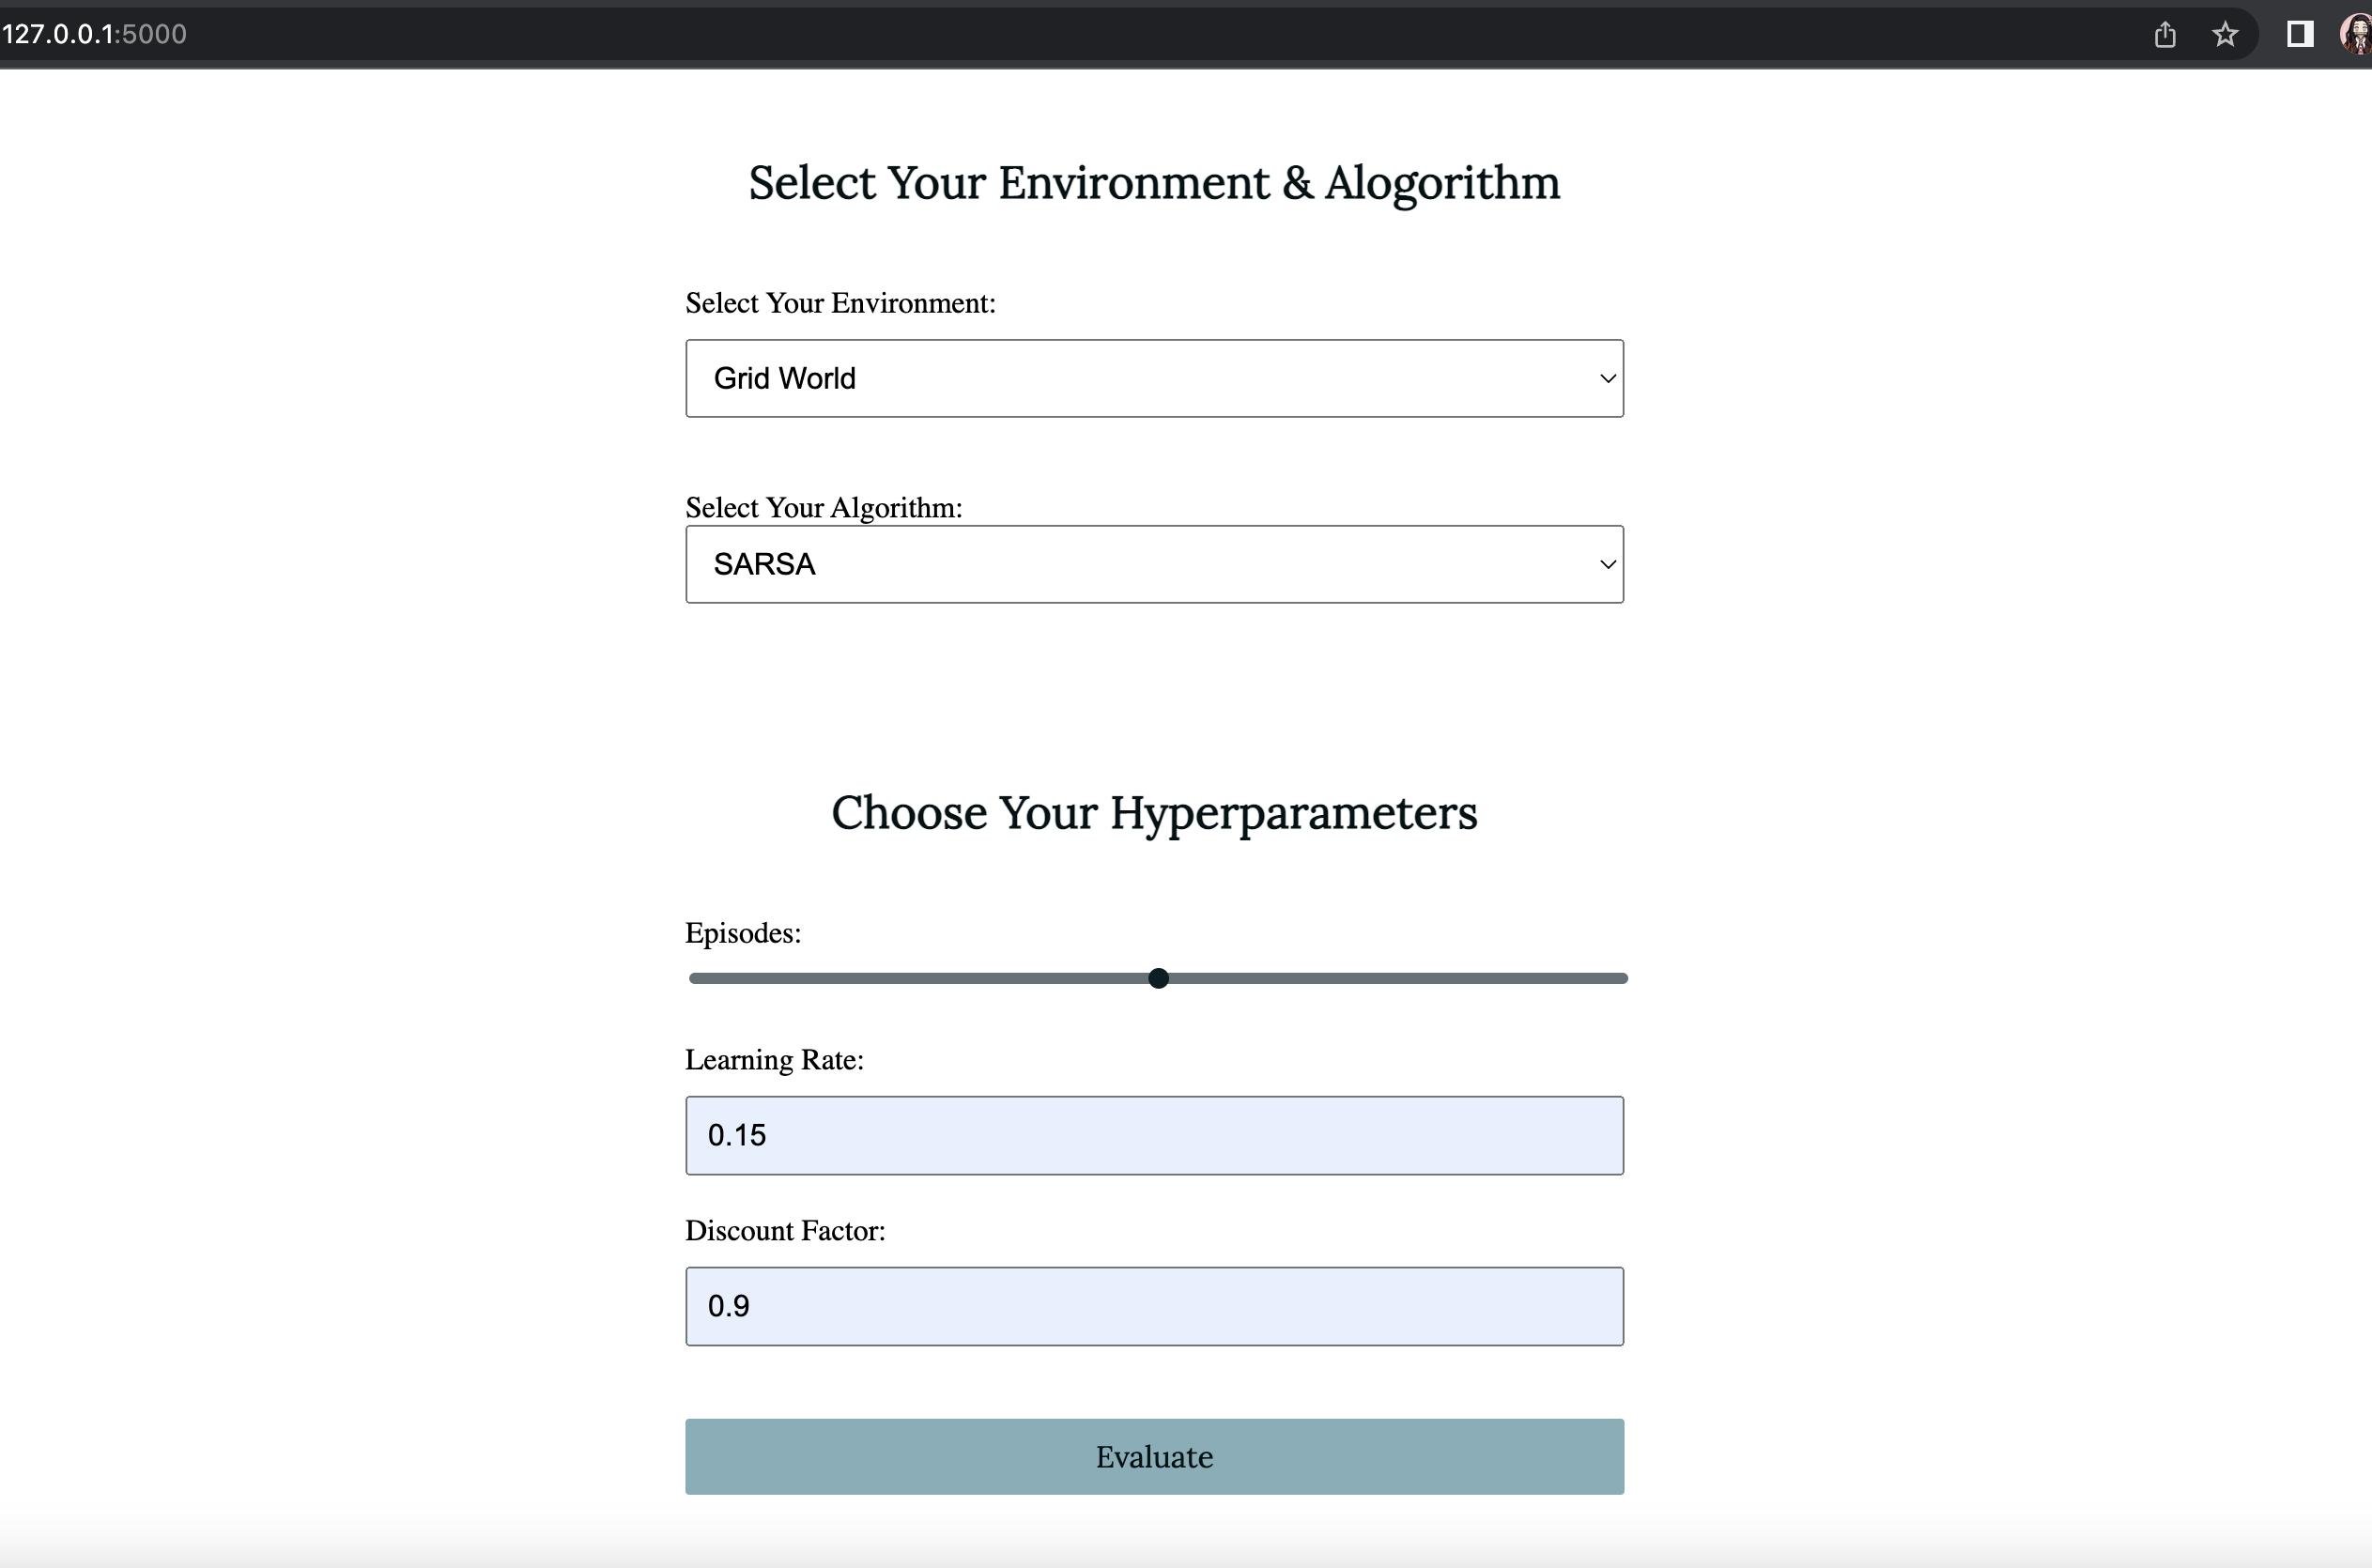 127.0.0.1:5000
Select Your Environment & Alogorithm
Select Your Environment:
Grid World
Select Your Algorithm:
SARSA
Choose Your Hyperparameters
Episodes:
Learning Rate:
0.15
Discount Factor:
0.9
Evaluate